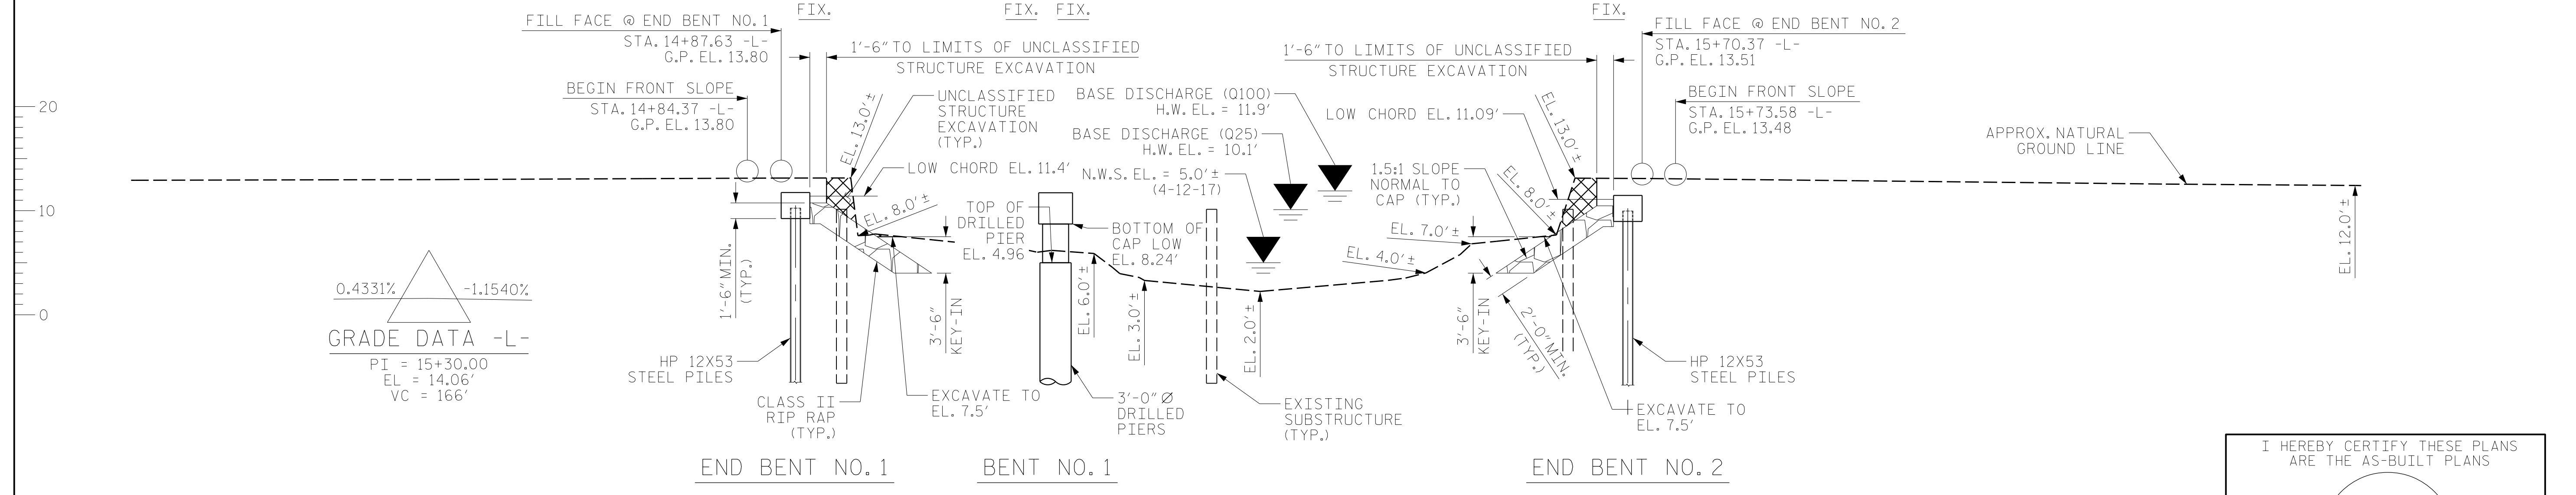 FIX.
FIX.
FIX.
FIX.
FILL FACE @ END BENT NO. 1
STA. 14+87.63 -L-
G.P. EL. 13.80
BEGIN FRONT SLOPE
STA. 14+84.37 -L-
G.P. EL. 13.80
1'-6" TO LIMITS OF UNCLASSIFIED
STRUCTURE EXCAVATION
EL. 13.0'±
UNCLASSIFIED
STRUCTURE
EXCAVATION
(TYP.)
LOW CHORD EL. 11.4'
EL. 8.0'±
BASE DISCHARGE (Q100)
H.W. EL. = 11.9'
BASE DISCHARGE (Q25)
H.W. EL. = 10.1'
N.W.S. EL. = 5.0'±
(4-12-17)
1'-6" TO LIMITS OF UNCLASSIFIED
STRUCTURE EXCAVATION
LOW CHORD EL. 11.09'
EL. 13.0'±
1.5:1 SLOPE
NORMAL TO
CAP (TYP.)
EL. 8.0'±
EL. 7.0'±
EL. 4.0'±
FILL FACE @ END BENT NO. 2
STA. 15+70.37 -L-
G.P. EL. 13.51
BEGIN FRONT SLOPE
STA. 15+73.58 -L-
G.P. EL. 13.48
APPROX. NATURAL
GROUND LINE
EL. 12.0'±
20
10
0
0.4331%
-1.1540%
GRADE DATA -L-
PI = 15+30.00
EL = 14.06'
VC = 166'
1'-6" MIN.
(TYP.)
HP 12X53
STEEL PILES
CLASS II
RIP RAP
(TYP.)
3'-6"
KEY-IN
EXCAVATE TO
EL. 7.5'
TOP OF
DRILLED
PIER
EL. 4.96
BOTTOM OF
CAP LOW
EL. 8.24'
EL. 6.0'±
EL. 3.0'±
EL. 2.0'±
3'-0" Ø
DRILLED
PIERS
EXISTING
SUBSTRUCTURE
(TYP.)
3'-6"
KEY-IN
2'-0" MIN.
(TYP.)
HP 12X53
STEEL PILES
EXCAVATE TO
EL. 7.5'
END BENT NO. 1
BENT NO. 1
END BENT NO. 2
I HEREBY CERTIFY THESE PLANS
ARE THE AS-BUILT PLANS